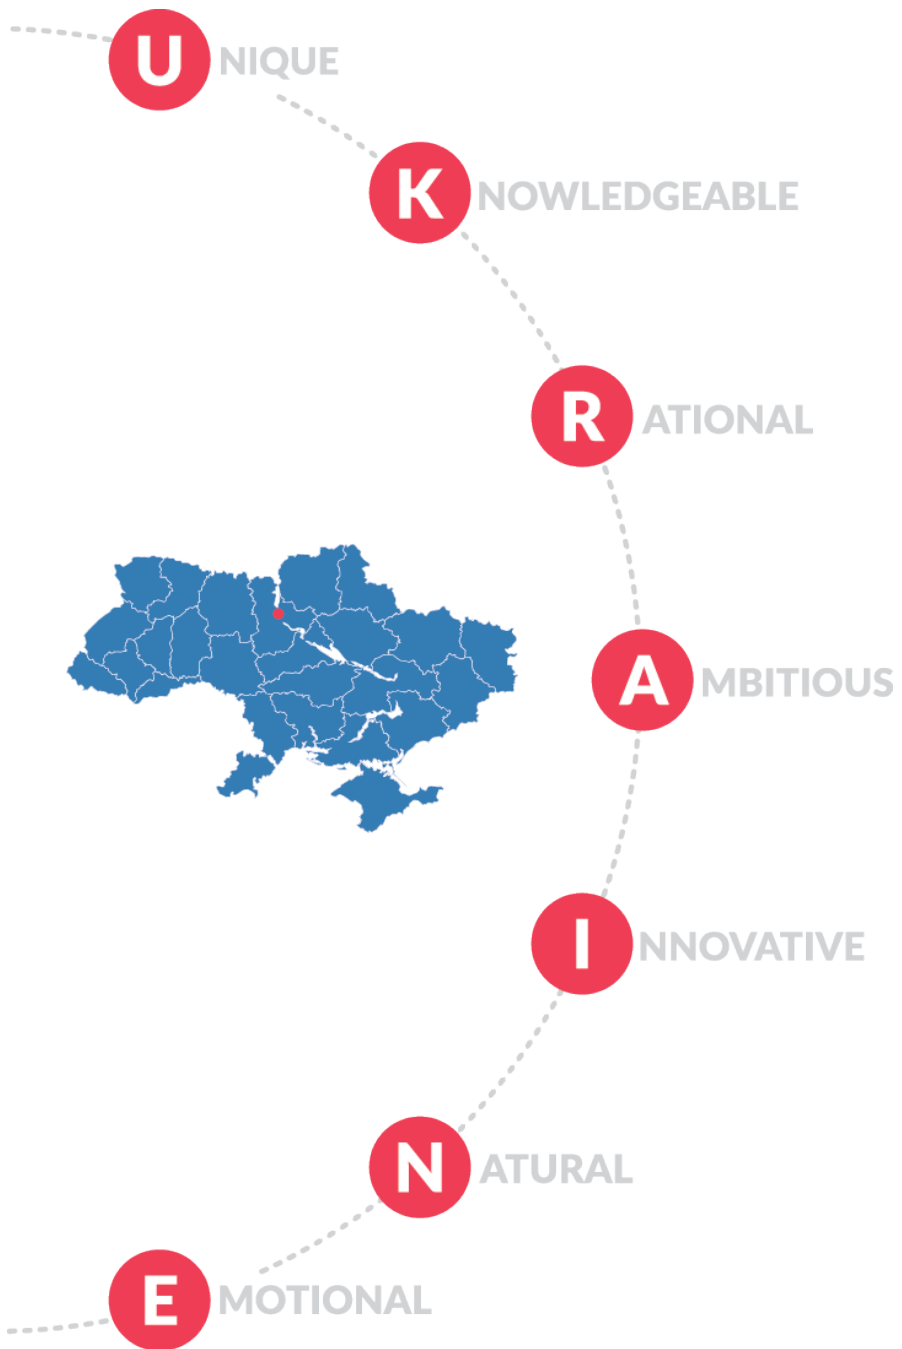 UNIQUE
KNOWLEDGEABLE
RATIONAL
AMBITIOUS
INNOVATIVE
NATURAL
EMOTIONAL